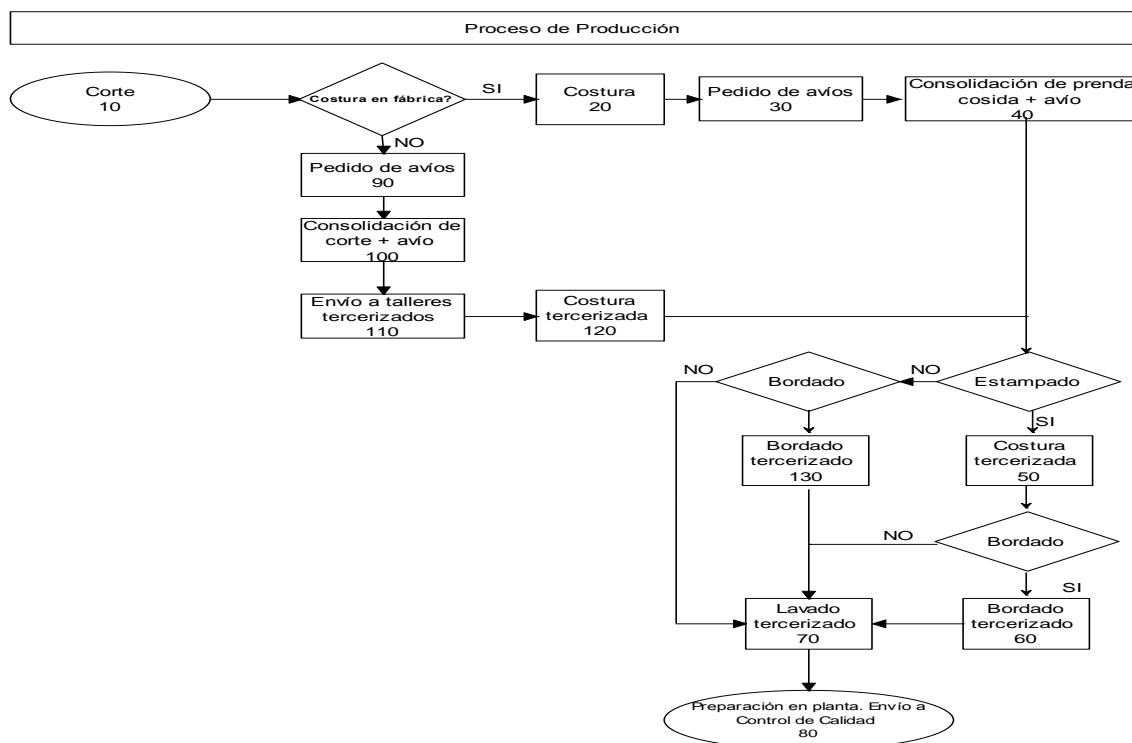 Proceso de Producción
Corte
10
Costura en fábrica?
SI
Costura
20
Pedido de avíos
30
Consolidación de prenda
cosida + avío
40
NO
Pedido de avíos
90
Consolidación de
corte + avío
100
Envío a talleres
tercerizados
110
Costura
tercerizada
120
NO
Bordado
NO
Estampado
SI
Bordado
tercerizado
130
Costura
tercerizada
50
NO
Bordado
SI
Lavado
tercerizado
70
Bordado
tercerizado
60
Preparación en planta. Envío a
Control de Calidad
80